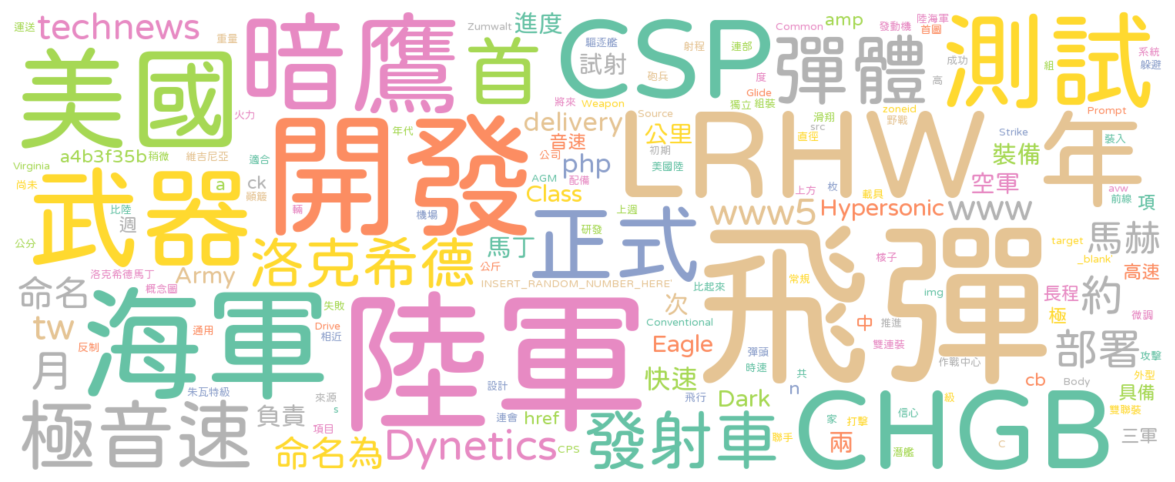 運送
technews
重量
美國
暗鷹
火力
Zumwalt
進度
首
CSP
驅逐艦
試射
砲兵
射程
連部
度
Glide
獨立
組裝
Common
amp
彈體
發動機
陸海軍
首圖
成功
高
測試
系統
躲避
組
Virginia
a4b3f35b
稍微
維吉尼亞
尚未
適合
年代
開發
將來
Weapon
delivery
音速
公司
初期
公里
Source
LRHW
滑翔
src
直徑
zoneid
野戰
Prompt
Strike
裝備
裝入
年
武器
a
ck
顛簸
比陸
週
公分
輛
機場
AGM
配備
php
Class
上週
研發
美國陸
www5
上方
Hypersonic
枚
載具
空軍
www
avw
前線
項
洛克希德
馬丁
正式
飛彈
常規
核子
target
_blank
馬赫
高速
洛克希德馬丁
概念圖
Army
公斤
INSERT_RANDOM_NUMBER_HERE
比起來
img
長程
約
命名
tw
海軍
失敗
Drive
相近
通用
反制
陸軍
次
Conventional
Eagle
中
推進
極
微調
雙連裝
部署
攻擊
月
朱瓦特級
設計
快速
彈頭
時速
共
n
作戰中心
Body
cb
外型
具備
極音速
負責
來源
s
項目
連會
href
飛行
Dark
家
打擊
信心
級
雙聯裝
三軍
命名為
Dynetics
CPS
發射車
聯手
兩
CHGB
潛艦
C